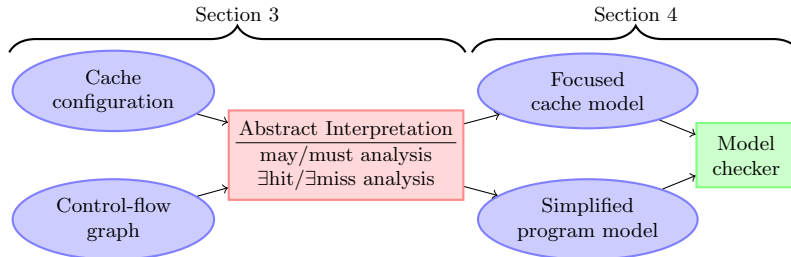 Section 3
Section 4
Cache
configuration
Control-flow
graph
Abstract Interpretation
may/must analysis
∃hit/∃miss analysis
Focused
cache model
Simplified
program model
Model
checker